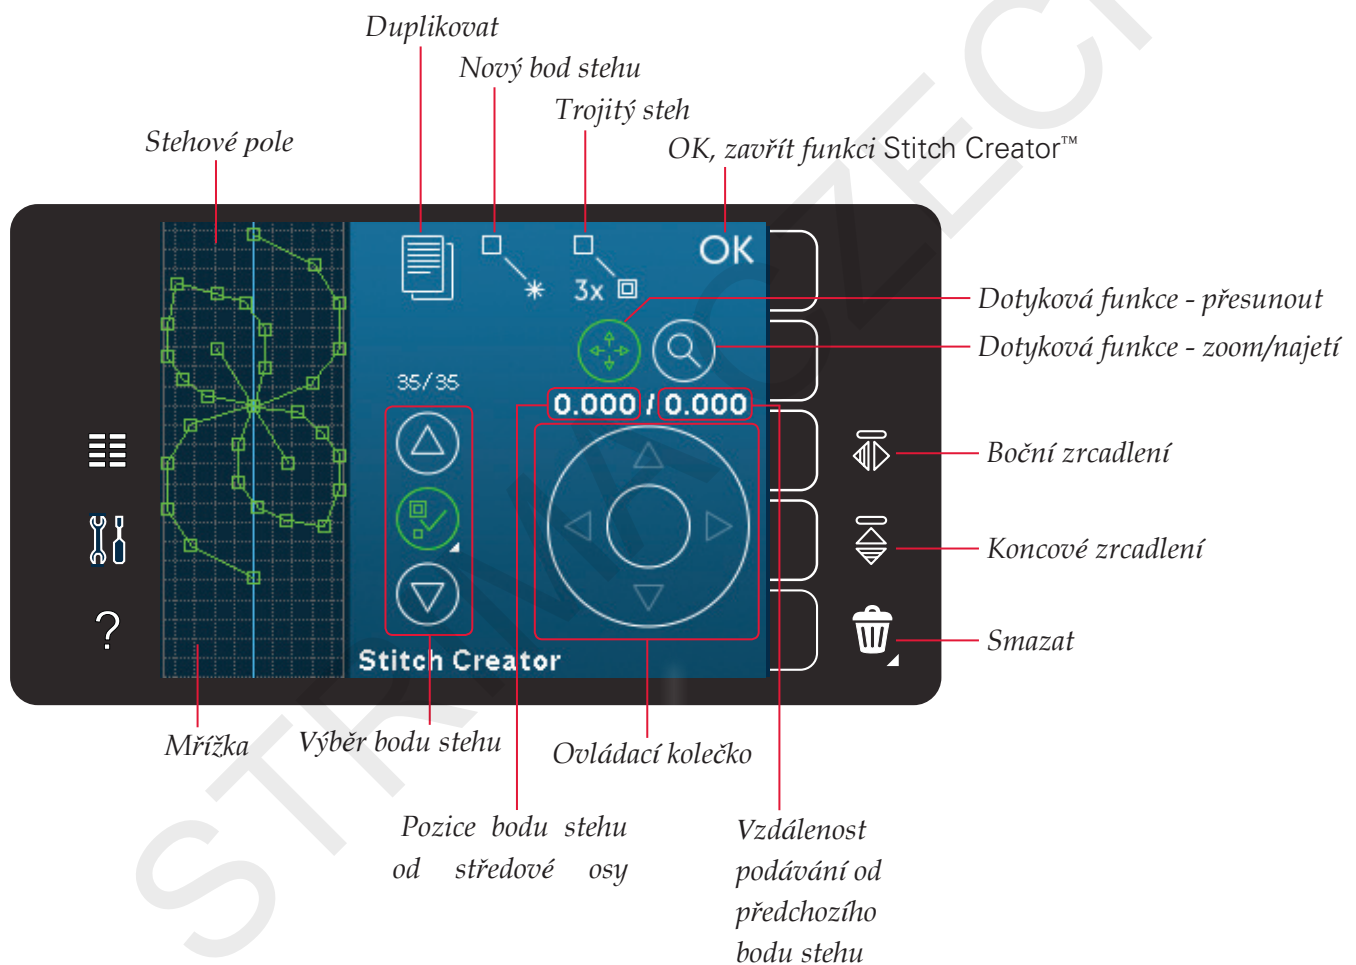 Duplikovat
Nový bod stehu
Trojitý steh
Stehové pole
OK, zavřít funkci Stitch Creator™
OK
3x
Dotyková funkce - přesunout
Dotyková funkce - zoom/najetí
35/35
0.000 / 0.000
Boční zrcadlení
Koncové zrcadlení
?
Smazat
Stitch Creator
Mřížka
Výběr bodu stehu
Ovládací kolečko
Pozice bodu stehu
od středové osy
Vzdálenost
podávání od
předchozího
bodu stehu